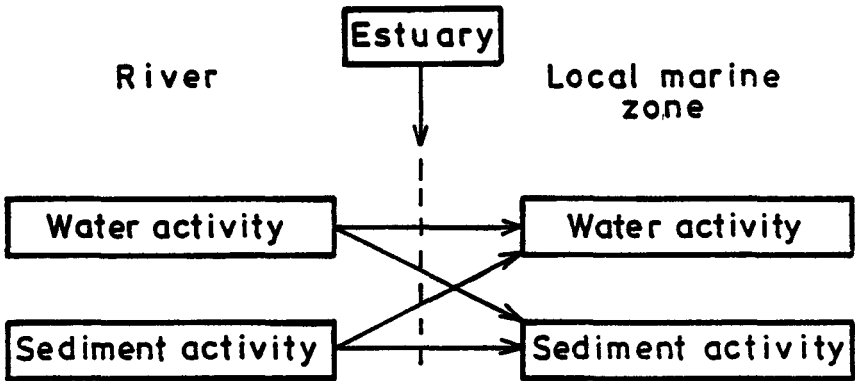 Estuary
River
Local marine
zone
Water activity
Water activity
Sediment activity
Sediment activity